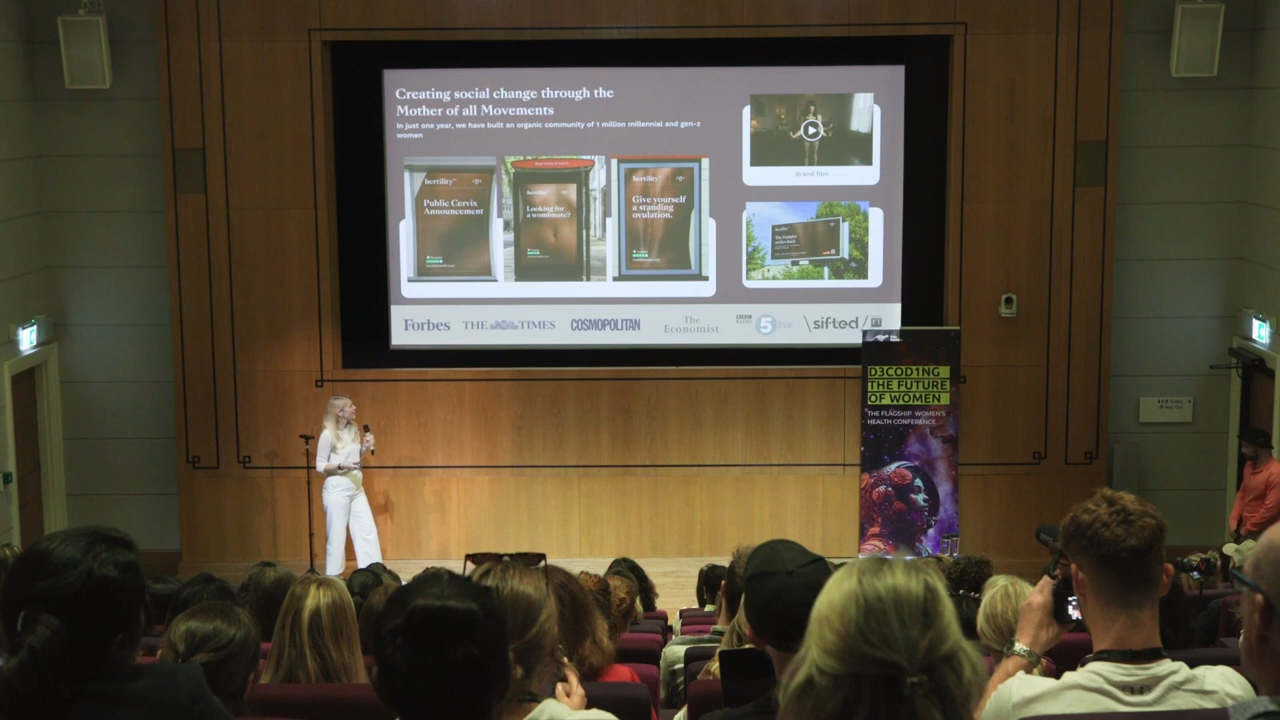 Creating social change through the
Mother of all Movements
In just one year, we have built an organic community of 1 million millennial and gen-z
women
hertility
Public Cervix
Announcement
hertility
Looking for
a wombmate?
hertility
Give yourself
a standing
ovulation.
Brand film
Forbes
THE TIMES
COSMOPOLITAN
The
Economist
BBC
RADIO
5 live
\sifted/
D3COD1NG
THE FUTURE
OF WOMEN
THE FLAGSHIP WOMEN'S
HEALTH CONFERENCE